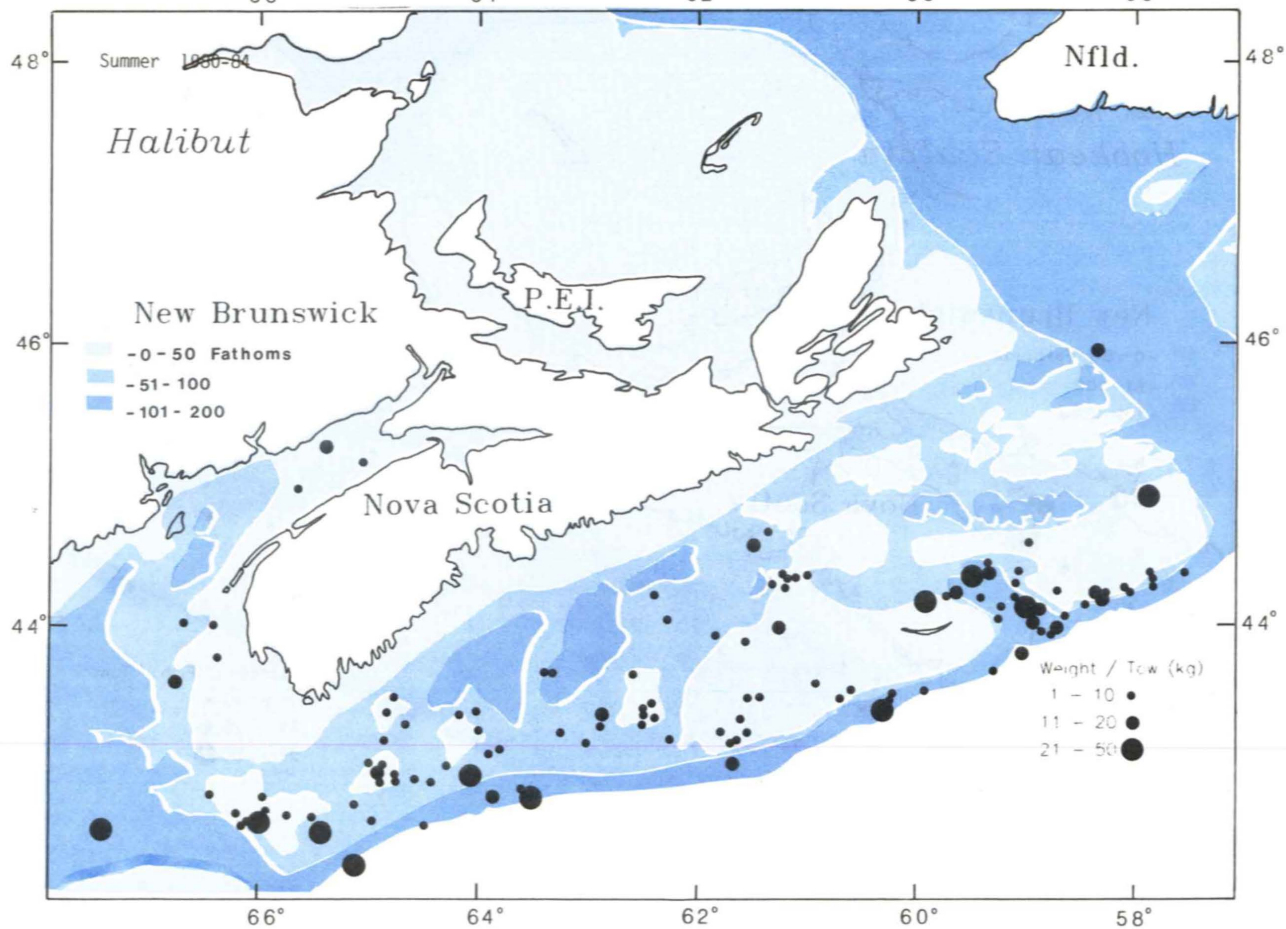 48°
48°
Summer 1980-84
Nfld.
Halibut
P.E.I.
New Brunswick
46°
46°
-0-50 Fathoms
-51-100
-101-200
Nova Scotia
44°
44°
Weight / Tow (kg)
1 - 10
11 - 20
21 - 50
66°
64°
62°
60°
58°